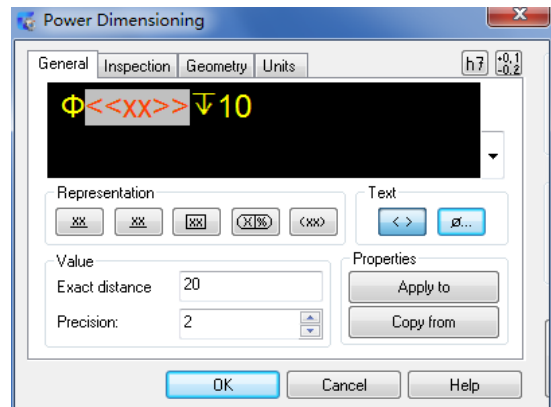 Power Dimensioning
x
General Inspection Geometry Units h7 +0,1 -0,2
Φ<<xx>>↧10
Representation
Text
xx xx xx (X|%) (xx) < > ø...
Value
Properties
Exact distance 20 Apply to
Precision: 2 Copy from
OK Cancel Help